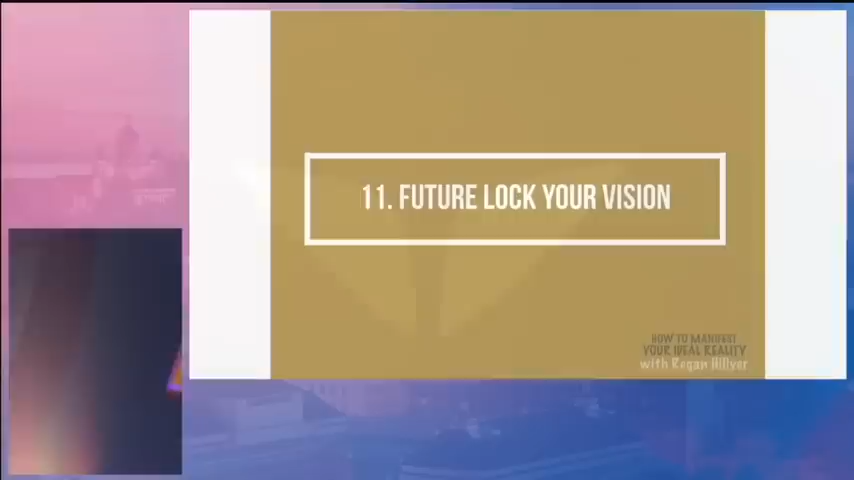 11. FUTURE LOCK YOUR VISION
HOW TO MANIFEST
YOUR IDEAL REALITY
with Regan Hillyer